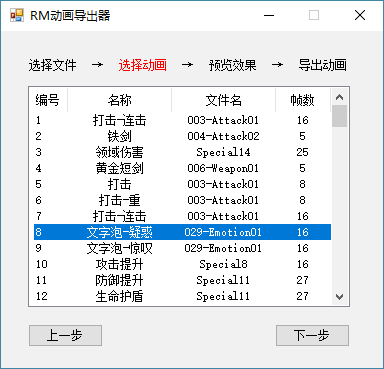 RM动画导出器
选择文件 → 选择动画 → 预览效果 → 导出动画
编号 名称 文件名 帧数
1 打击-连击 003-Attack01 16
2 铁剑 004-Attack02 5
3 领域伤害 Special14 25
4 黄金短剑 006-Weapon01 5
5 打击 003-Attack01 8
6 打击-重 003-Attack01 8
7 打击-连击 003-Attack01 16
8 文字泡-疑惑 029-Emotion01 16
9 文字泡-惊叹 029-Emotion01 16
10 攻击提升 Special8 16
11 防御提升 Special11 27
12 生命护盾 Special11 27
上一步 下一步